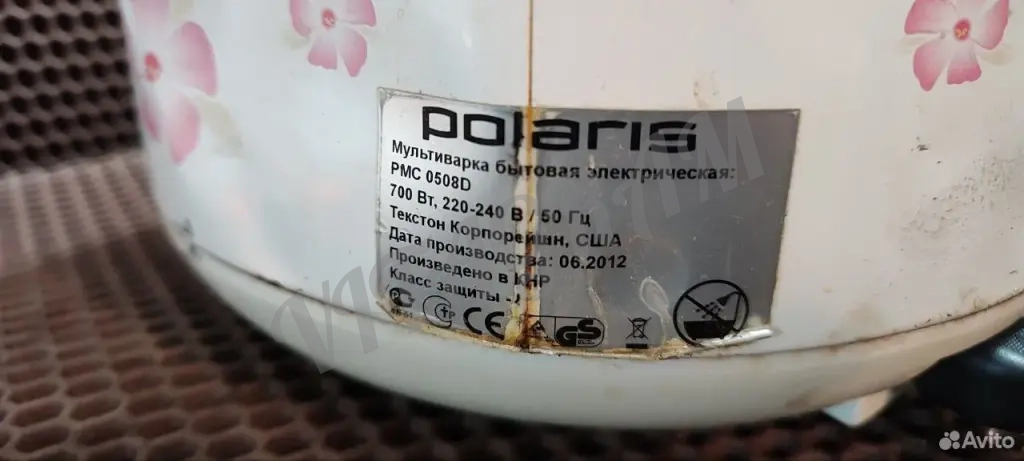 polaris
Мультиварка бытовая электрическая:
PMC 0508D
700 Вт, 220-240 В / 50 Гц
Текстон Корпорейшн, США
Дата производства: 06.2012
Произведено в КНР
Класс защиты - I
CE
GS
Avito